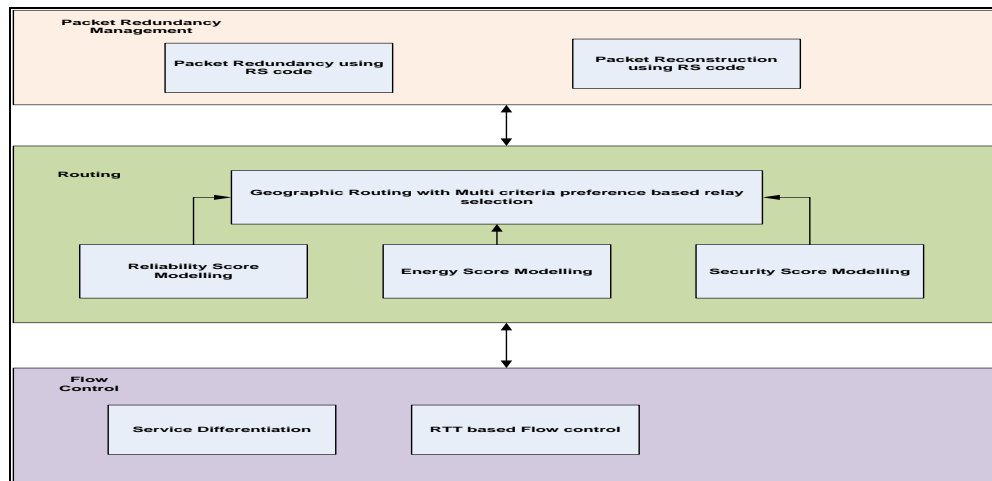 Packet Redundancy
Management
Packet Redundancy using
RS code
Packet Reconstruction
using RS code
Routing
Geographic Routing with Multi criteria preference based relay
selection
Reliability Score
Modelling
Energy Score Modelling
Security Score Modelling
Flow
Control
Service Differentiation
RTT based Flow control